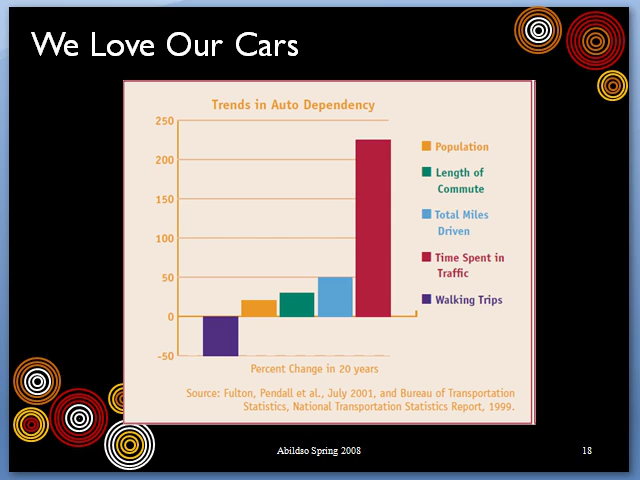 We Love Our Cars
Trends in Auto Dependency
250
200
150
100
50
0
-50
Population
Length of
Commute
Total Miles
Driven
Time Spent in
Traffic
Walking Trips
Percent Change in 20 years
Source: Fulton, Pendall et al., July 2001, and Bureau of Transportation
Statistics, National Transportation Statistics Report, 1999.
Abildso Spring 2008
18